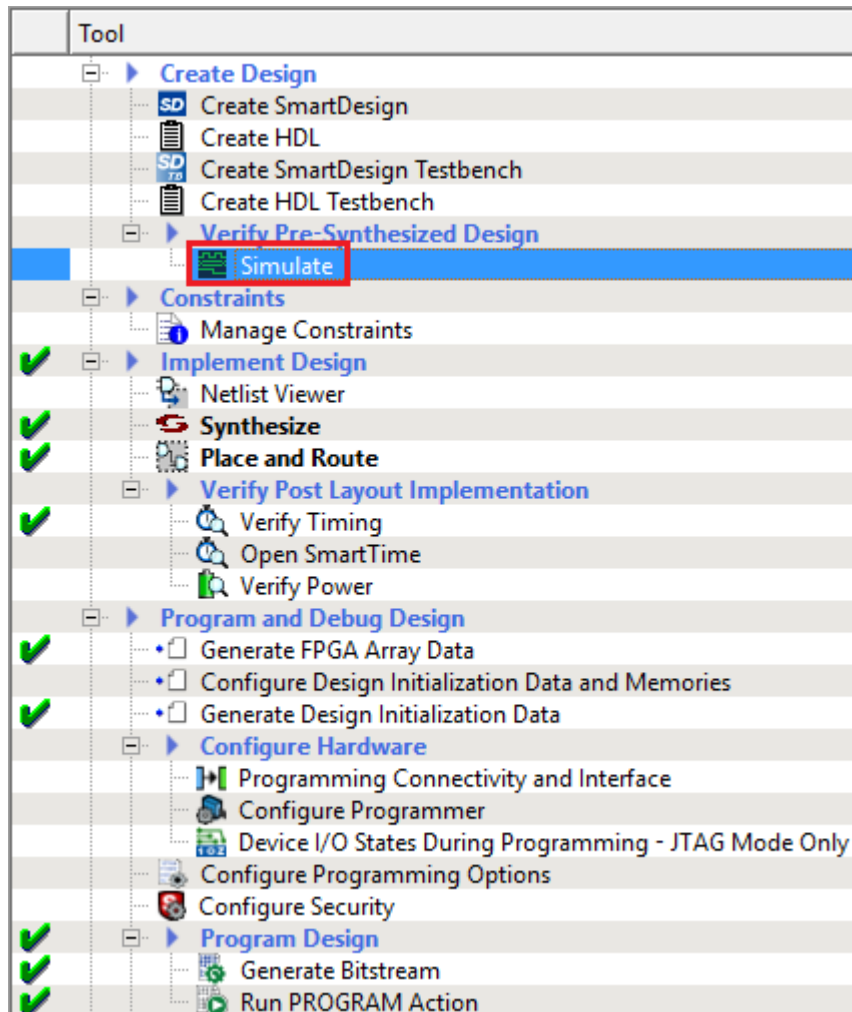 Tool
Create Design
SD Create SmartDesign
Create HDL
SD TB Create SmartDesign Testbench
Create HDL Testbench
Verify Pre-Synthesized Design
Simulate
Constraints
Manage Constraints
Implement Design
Netlist Viewer
Synthesize
Place and Route
Verify Post Layout Implementation
Verify Timing
Open SmartTime
Verify Power
Program and Debug Design
Generate FPGA Array Data
Configure Design Initialization Data and Memories
Generate Design Initialization Data
Configure Hardware
Programming Connectivity and Interface
Configure Programmer
Device I/O States During Programming - JTAG Mode Only
Configure Programming Options
Configure Security
Program Design
Generate Bitstream
Run PROGRAM Action